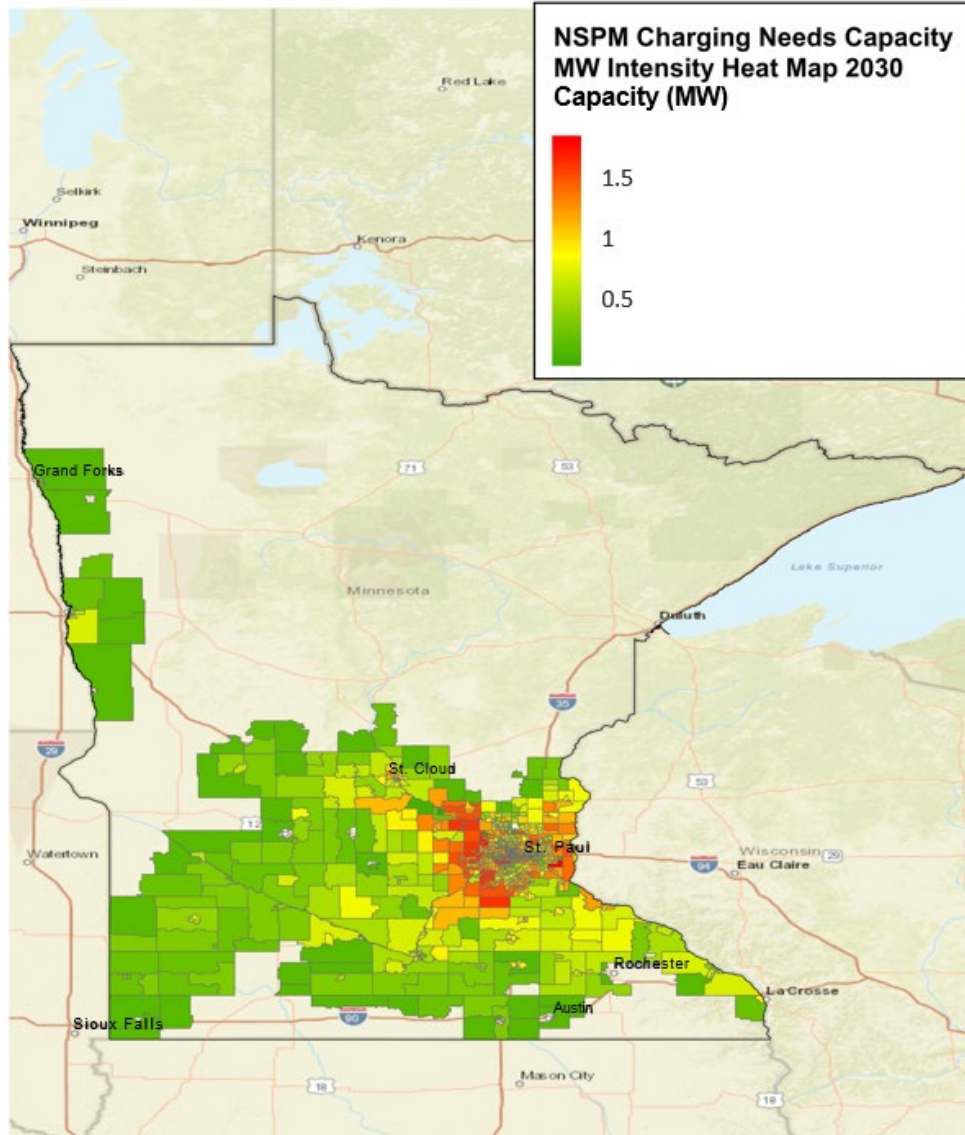 NSPM Charging Needs Capacity
MW Intensity Heat Map 2030
Capacity (MW)
1.5
1
0.5
Red Lake
Selkirk
Winnipeg
Kenora
Steinbach
Grand Forks
71
53
Lake Superior
Minnesota
Duluth
35
29
St. Cloud
53
12
St. Paul
Wisconsin
29
Watertown
94
Eau Claire
Rochester
La Crosse
Austin
90
Sioux Falls
Mason City
18
18